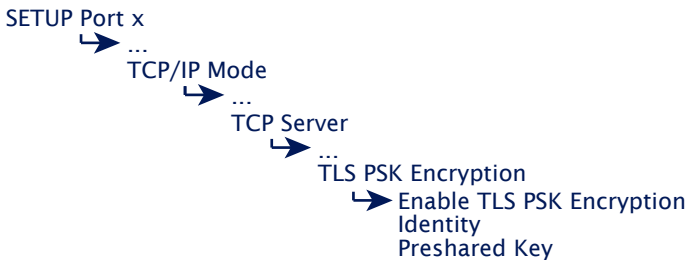 SETUP Port x
...
TCP/IP Mode
...
TCP Server
...
TLS PSK Encryption
Enable TLS PSK Encryption
Identity
Preshared Key